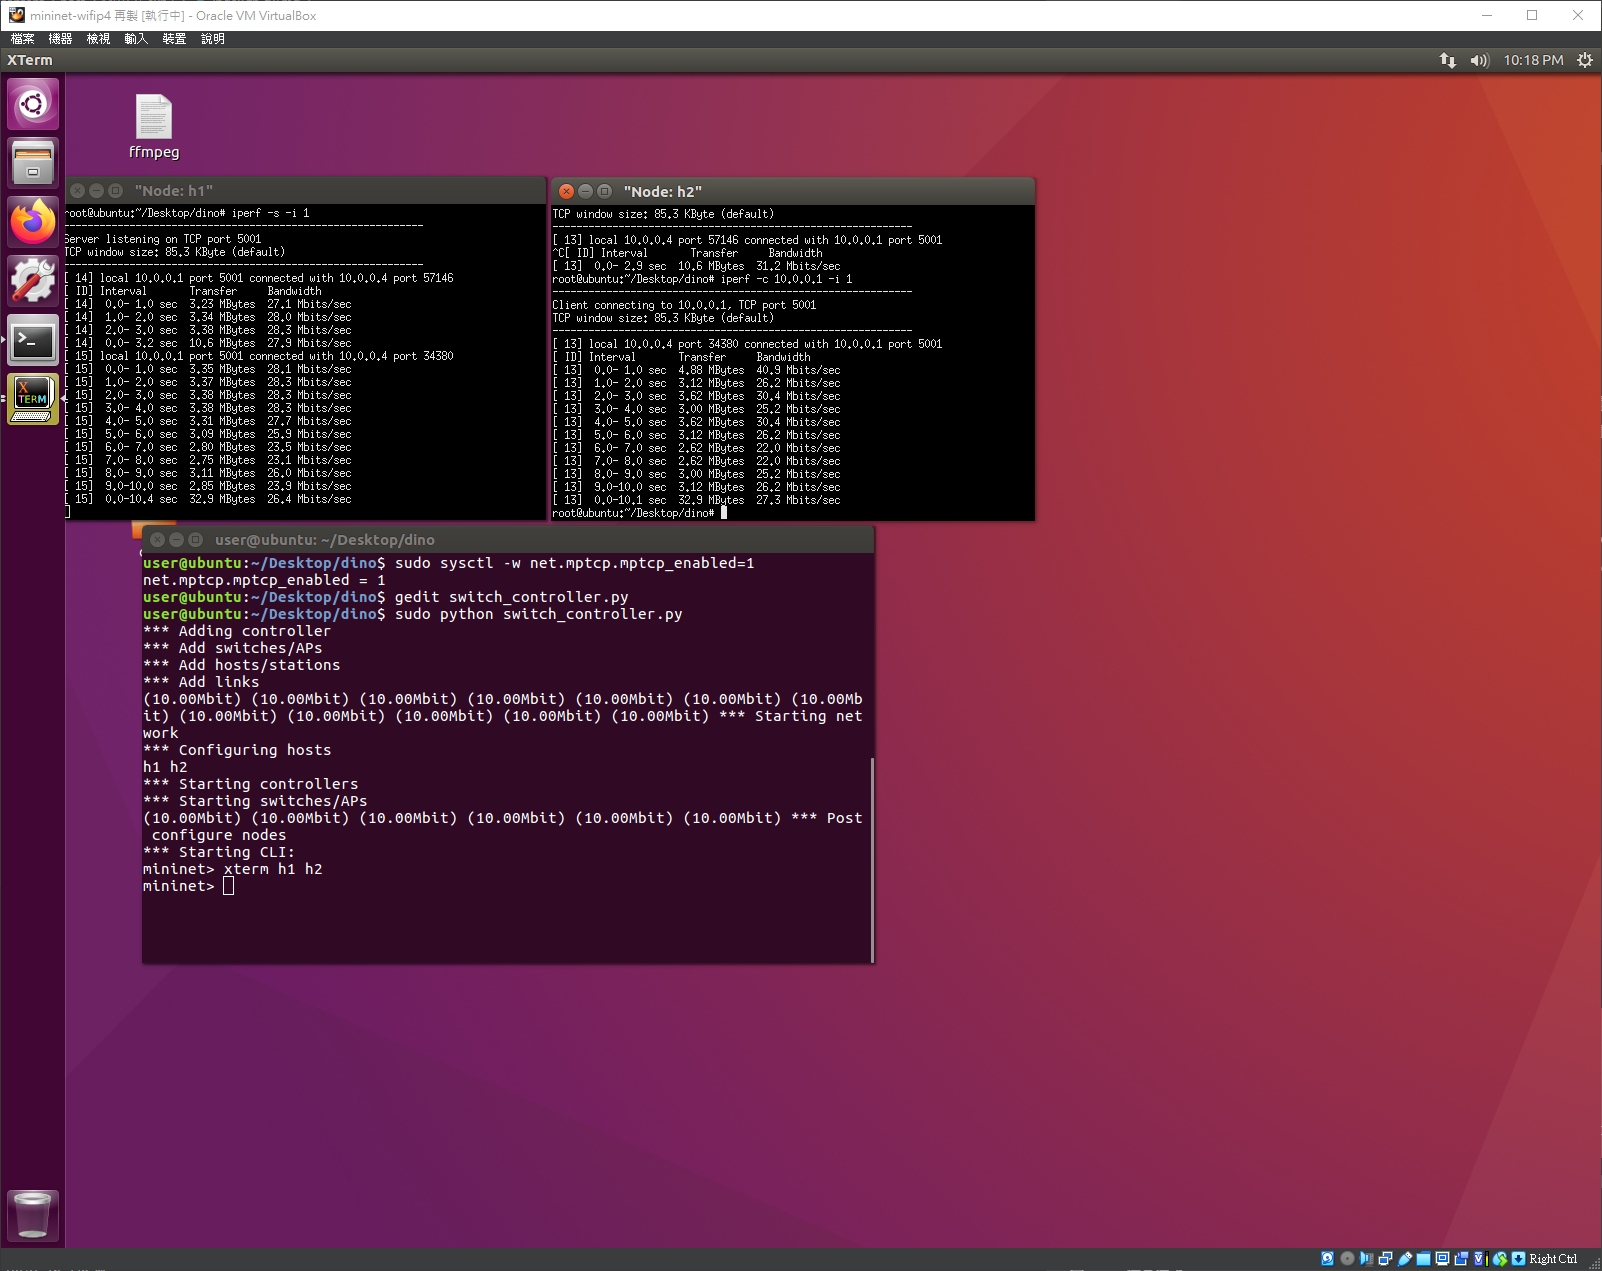 mininet-wifip4 再製 [執行中] - Oracle VM VirtualBox
檔案 機器 檢視 輸入 裝置 說明
XTerm
10:18 PM
ffmpeg
"Node: h1"
root@ubuntu:~/Desktop/dino# iperf -s -i 1
------------------------------------------------------------
Server listening on TCP port 5001
TCP window size: 85.3 KByte (default)
------------------------------------------------------------
[ 14] local 10.0.0.1 port 5001 connected with 10.0.0.4 port 57146
[ ID] Interval       Transfer     Bandwidth
[ 14]  0.0- 1.0 sec  3.23 MBytes  27.1 Mbits/sec
[ 14]  1.0- 2.0 sec  3.34 MBytes  28.0 Mbits/sec
[ 14]  2.0- 3.0 sec  3.38 MBytes  28.3 Mbits/sec
[ 14]  0.0- 3.2 sec  10.6 MBytes  27.9 Mbits/sec
[ 15] local 10.0.0.1 port 5001 connected with 10.0.0.4 port 34380
[ 15]  0.0- 1.0 sec  3.35 MBytes  28.1 Mbits/sec
[ 15]  1.0- 2.0 sec  3.37 MBytes  28.3 Mbits/sec
[ 15]  2.0- 3.0 sec  3.38 MBytes  28.3 Mbits/sec
[ 15]  3.0- 4.0 sec  3.38 MBytes  28.3 Mbits/sec
[ 15]  4.0- 5.0 sec  3.31 MBytes  27.7 Mbits/sec
[ 15]  5.0- 6.0 sec  3.09 MBytes  25.9 Mbits/sec
[ 15]  6.0- 7.0 sec  2.80 MBytes  23.5 Mbits/sec
[ 15]  7.0- 8.0 sec  2.75 MBytes  23.1 Mbits/sec
[ 15]  8.0- 9.0 sec  3.11 MBytes  26.0 Mbits/sec
[ 15]  9.0-10.0 sec  2.85 MBytes  23.9 Mbits/sec
[ 15]  0.0-10.4 sec  32.9 MBytes  26.4 Mbits/sec
"Node: h2"
TCP window size: 85.3 KByte (default)
------------------------------------------------------------
[ 13] local 10.0.0.4 port 57146 connected with 10.0.0.1 port 5001
^C[ ID] Interval       Transfer     Bandwidth
[ 13]  0.0- 2.9 sec  10.6 MBytes  31.2 Mbits/sec
root@ubuntu:~/Desktop/dino# iperf -c 10.0.0.1 -i 1
------------------------------------------------------------
Client connecting to 10.0.0.1, TCP port 5001
TCP window size: 85.3 KByte (default)
------------------------------------------------------------
[ 13] local 10.0.0.4 port 34380 connected with 10.0.0.1 port 5001
[ ID] Interval       Transfer     Bandwidth
[ 13]  0.0- 1.0 sec  4.88 MBytes  40.9 Mbits/sec
[ 13]  1.0- 2.0 sec  3.12 MBytes  26.2 Mbits/sec
[ 13]  2.0- 3.0 sec  3.62 MBytes  30.4 Mbits/sec
[ 13]  3.0- 4.0 sec  3.00 MBytes  25.2 Mbits/sec
[ 13]  4.0- 5.0 sec  3.62 MBytes  30.4 Mbits/sec
[ 13]  5.0- 6.0 sec  3.12 MBytes  26.2 Mbits/sec
[ 13]  6.0- 7.0 sec  2.62 MBytes  22.0 Mbits/sec
[ 13]  7.0- 8.0 sec  2.62 MBytes  22.0 Mbits/sec
[ 13]  8.0- 9.0 sec  3.00 MBytes  25.2 Mbits/sec
[ 13]  9.0-10.0 sec  3.12 MBytes  26.2 Mbits/sec
[ 13]  0.0-10.1 sec  32.9 MBytes  27.3 Mbits/sec
root@ubuntu:~/Desktop/dino#
user@ubuntu: ~/Desktop/dino
user@ubuntu:~/Desktop/dino$ sudo sysctl -w net.mptcp.mptcp_enabled=1
net.mptcp.mptcp_enabled = 1
user@ubuntu:~/Desktop/dino$ gedit switch_controller.py
user@ubuntu:~/Desktop/dino$ sudo python switch_controller.py
*** Adding controller
*** Add switches/APs
*** Add hosts/stations
*** Add links
(10.00Mbit) (10.00Mbit) (10.00Mbit) (10.00Mbit) (10.00Mbit) (10.00Mbit) (10.00Mb
it) (10.00Mbit) (10.00Mbit) (10.00Mbit) (10.00Mbit) (10.00Mbit) *** Starting net
work
*** Configuring hosts
h1 h2
*** Starting controllers
*** Starting switches/APs
(10.00Mbit) (10.00Mbit) (10.00Mbit) (10.00Mbit) (10.00Mbit) (10.00Mbit) *** Post
 configure nodes
*** Starting CLI:
mininet> xterm h1 h2
mininet>
X
TERM
Right Ctrl